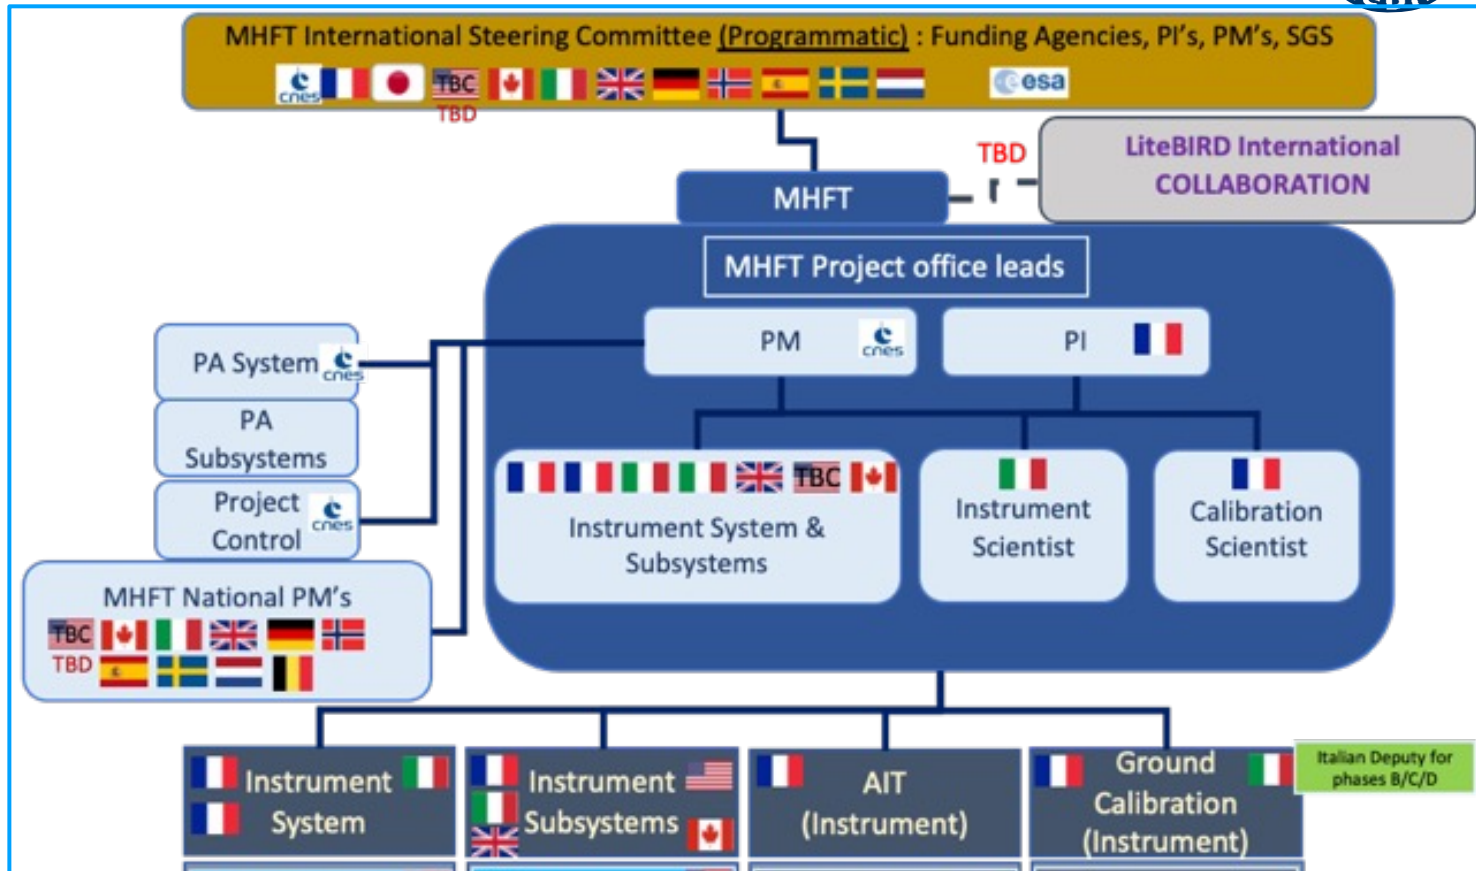 MHFT International Steering Committee (Programmatic) : Funding Agencies, PI's, PM's, SGS
cnes
TBC
esa
TBD
TBD
LiteBIRD International
COLLABORATION
MHFT
MHFT Project office leads
PM
cnes
PI
PA System
cnes
PA
Subsystems
Project
Control
cnes
TBC
Instrument System &
Subsystems
Instrument
Scientist
Calibration
Scientist
MHFT National PM's
TBC
TBD
Instrument
System
Instrument
Subsystems
AIT
(Instrument)
Ground
Calibration
(Instrument)
Italian Deputy for
phases B/C/D